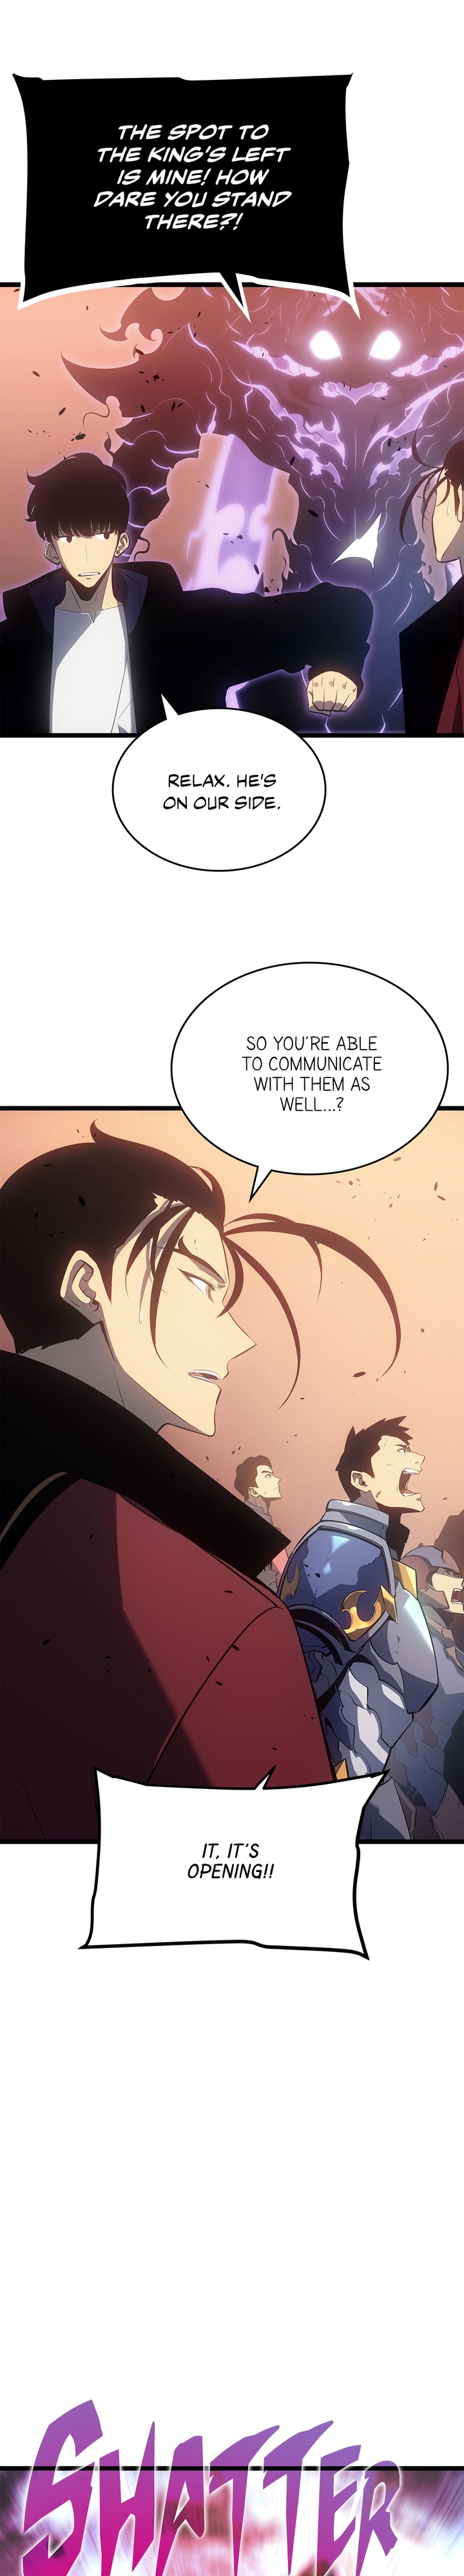 THE SPOT TO
THE KING'S LEFT
IS MINE! HOW
DARE YOU STAND
THERE?!
RELAX. HE'S
ON OUR SIDE.
SO YOU'RE ABLE
TO COMMUNICATE
WITH THEM AS
WELL...?
IT, IT'S
OPENING!!
SHATTER